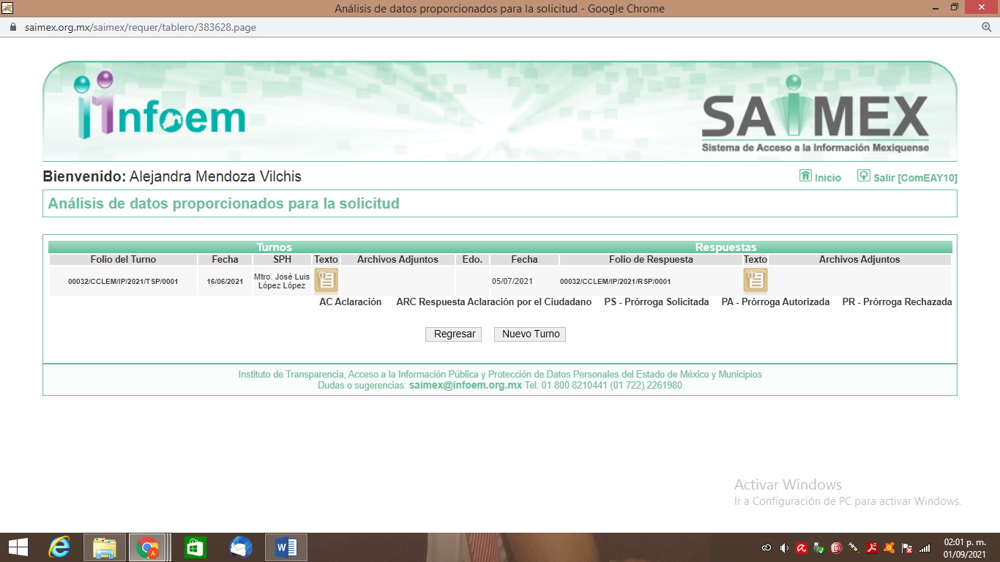 Análisis de datos proporcionados para la solicitud - Google Chrome
saimex.org.mx/saimex/requer/tablero/383628.page
infoem
SAIMEX
Sistema de Acceso a la Información Mexiquense
Bienvenido: Alejandra Mendoza Vilchis
Inicio Salir [ComEAY10]
Análisis de datos proporcionados para la solicitud
Turnos Respuestas
Folio del Turno Fecha SPH Texto Archivos Adjuntos Edo. Fecha Folio de Respuesta Texto Archivos Adjuntos
00032/CCLEM/IP/2021/TSP/0001 16/06/2021 Mtro. José Luis López López 05/07/2021 00032/CCLEM/IP/2021/RSP/0001
AC Aclaración ARC Respuesta Aclaración por el Ciudadano PS - Prórroga Solicitada PA - Prórroga Autorizada PR - Prórroga Rechazada
Regresar Nuevo Turno
Instituto de Transparencia, Acceso a la Información Pública y Protección de Datos Personales del Estado de México y Municipios
Dudas o sugerencias: saimex@infoem.org.mx Tel. 01 800 8210441 (01 722) 2261980
Activar Windows
Ir a Configuración de PC para activar Windows.
02:01 p. m.
01/09/2021